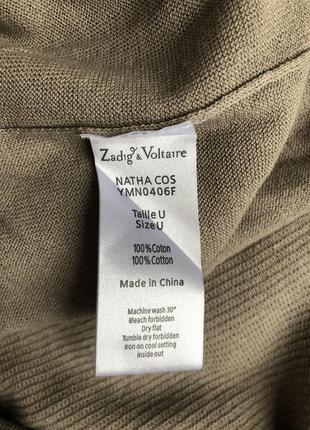 Zadig & Voltaire
NATHA COS
YMN0406F
Taille U
Size U
100% Coton
100% Cotton
Made in China
Machine wash 30°
Bleach forbidden
Dry flat
Tumble dry forbidden
Iron on cool setting
inside out